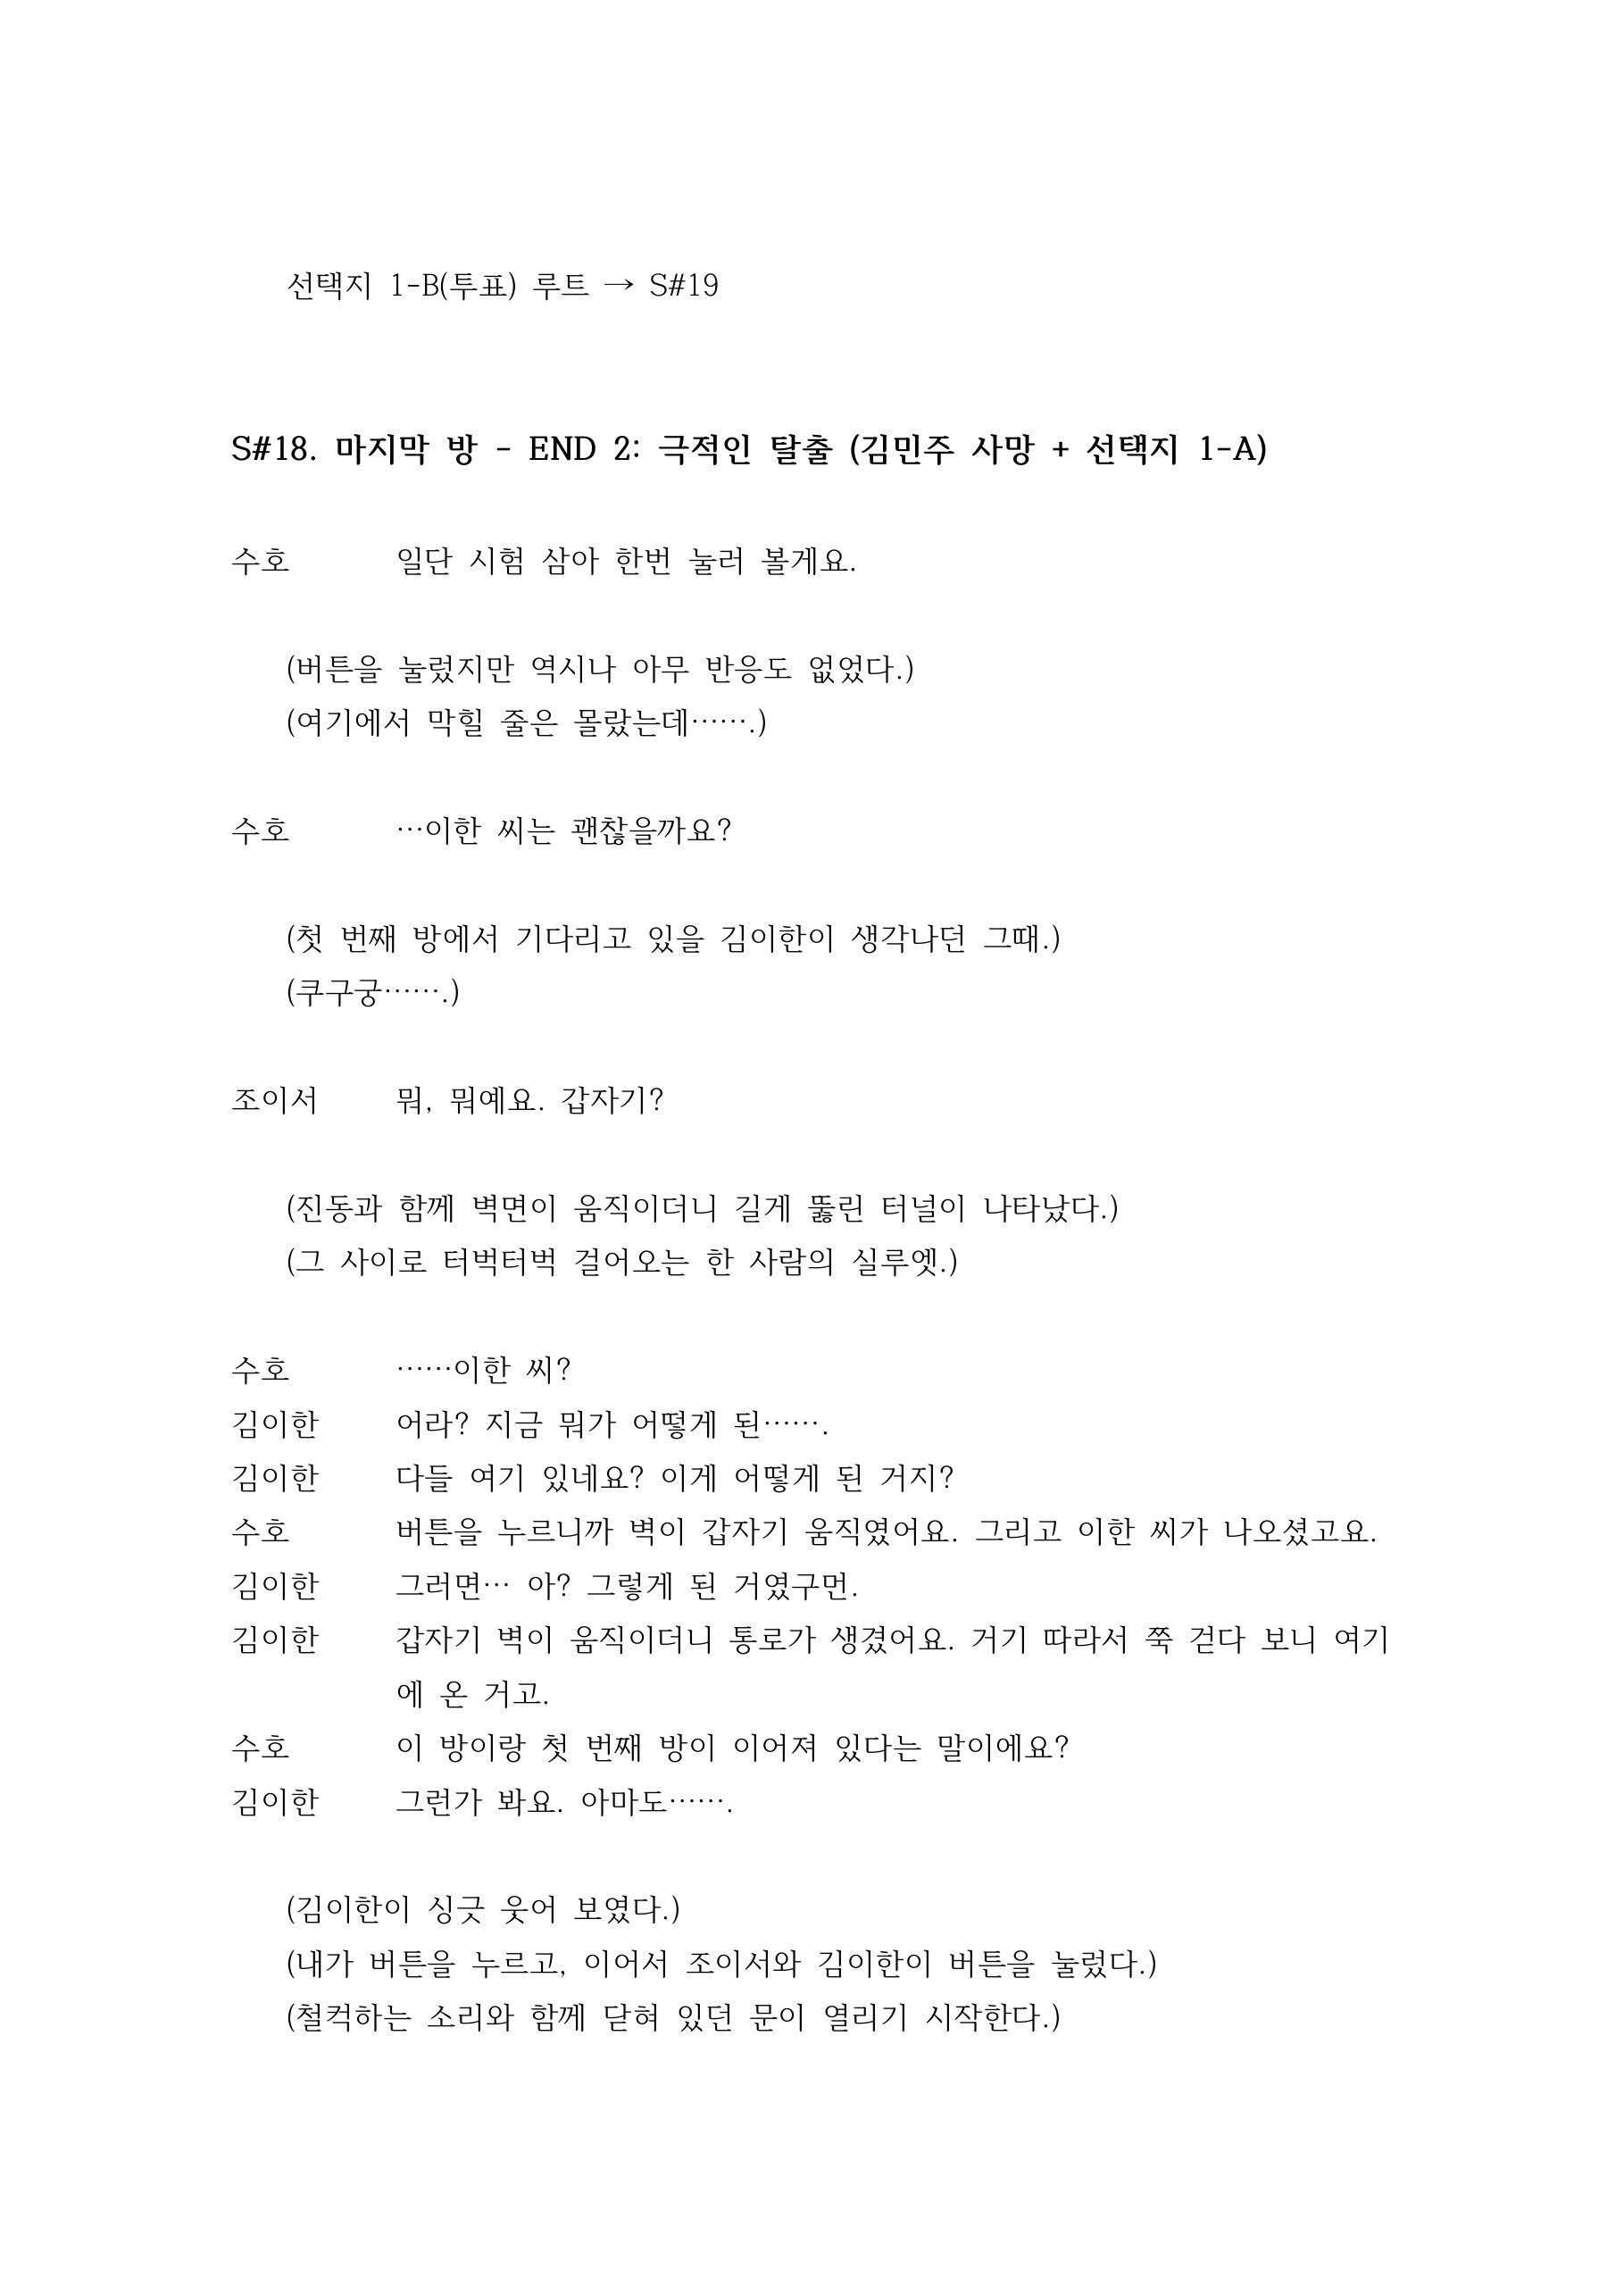 선택지 1-B(투표) 루트 → S#19
S#18. 마지막 방 - END 2: 극적인 탈출 (김민주 사망 + 선택지 1-A)
수호 일단 시험 삼아 한번 눌러 볼게요.
(버튼을 눌렀지만 역시나 아무 반응도 없었다.)
(여기에서 막힐 줄은 몰랐는데…….)
수호 …이한 씨는 괜찮을까요?
(첫 번째 방에서 기다리고 있을 김이한이 생각나던 그때.)
(쿠구궁…….)
조이서 뭐, 뭐예요. 갑자기?
(진동과 함께 벽면이 움직이더니 길게 뚫린 터널이 나타났다.)
(그 사이로 터벅터벅 걸어오는 한 사람의 실루엣.)
수호 ……이한 씨?
김이한 어라? 지금 뭐가 어떻게 된…….
김이한 다들 여기 있네요? 이게 어떻게 된 거지?
수호 버튼을 누르니까 벽이 갑자기 움직였어요. 그리고 이한 씨가 나오셨고요.
김이한 그러면… 아? 그렇게 된 거였구먼.
김이한 갑자기 벽이 움직이더니 통로가 생겼어요. 거기 따라서 쭉 걷다 보니 여기
에 온 거고.
수호 이 방이랑 첫 번째 방이 이어져 있다는 말이에요?
김이한 그런가 봐요. 아마도…….
(김이한이 싱긋 웃어 보였다.)
(내가 버튼을 누르고, 이어서 조이서와 김이한이 버튼을 눌렀다.)
(철컥하는 소리와 함께 닫혀 있던 문이 열리기 시작한다.)